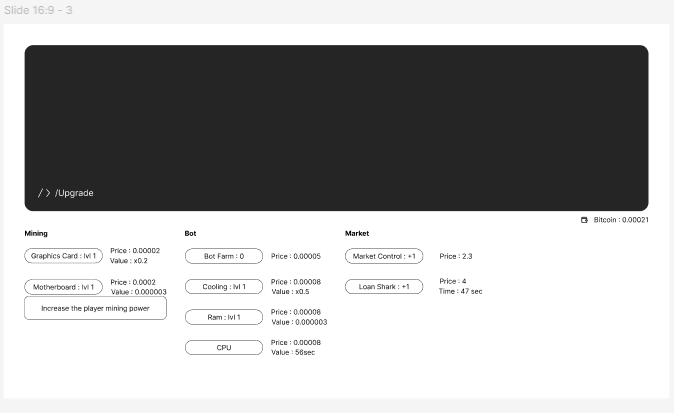 Slide 16:9 - 3
/> /Upgrade
Bitcoin : 0.00021
Mining
Graphics Card : lvl 1
Price : 0.00002
Value : x0.2
Motherboard : lvl 1
Price : 0.0002
Value : 0.000003
Increase the player mining power
Bot
Bot Farm : 0
Price : 0.00005
Cooling : lvl 1
Price : 0.00008
Value : x0.5
Ram : lvl 1
Price : 0.00008
Value : 0.000003
CPU
Price : 0.00008
Value : 56sec
Market
Market Control : +1
Price : 2.3
Loan Shark : +1
Price : 4
Time : 47 sec